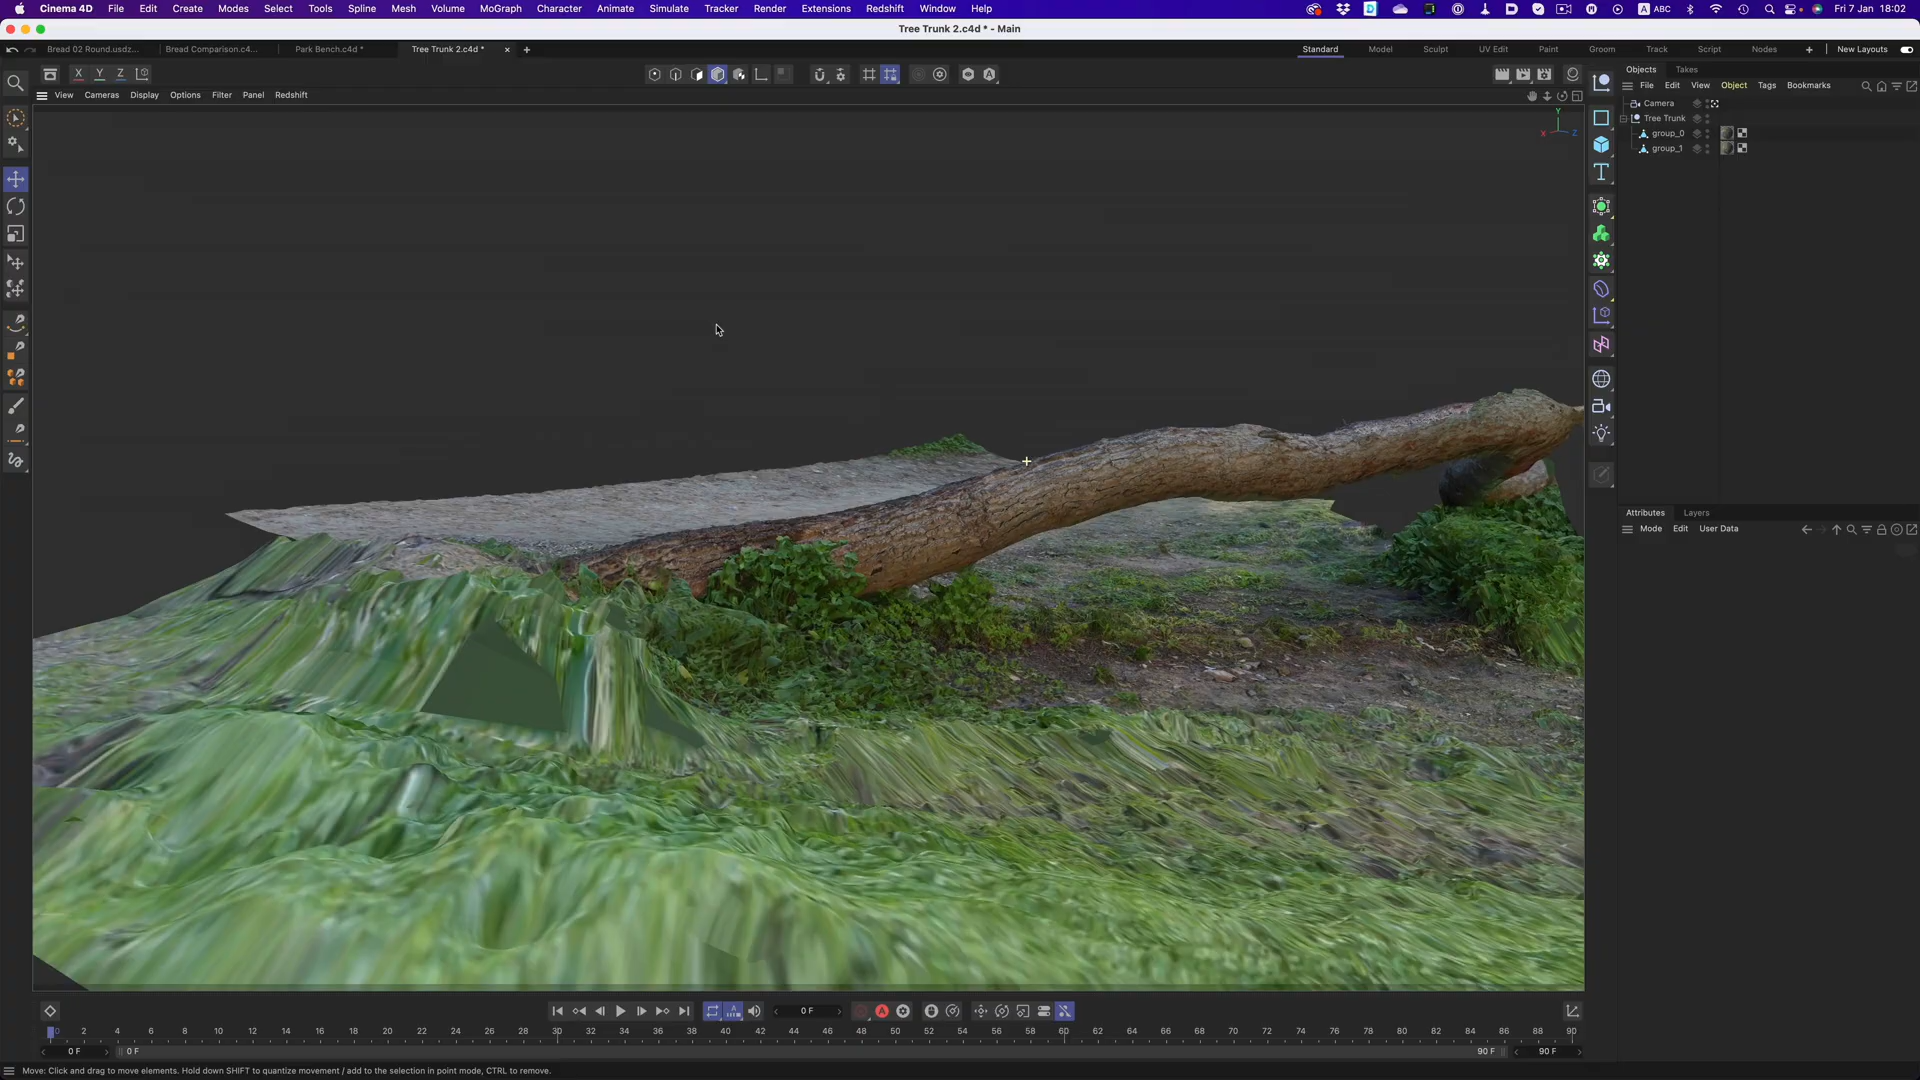 Cinema 4D File Edit Create Modes Select Tools Spline Mesh Volume MoGraph Character Animate Simulate Tracker Render Extensions Redshift Window Help ABC Fri 7 Jan 18:02
Tree Trunk 2.c4d * - Main
Bread 02 Round.usdz... Bread Comparison.c4... Park Bench.c4d * Tree Trunk 2.c4d * × + Standard Model Sculpt UV Edit Paint Groom Track Script Nodes + New Layouts
X Y Z Objects Takes
View Cameras Display Options Filter Panel Redshift File Edit View Object Tags Bookmarks
Camera
Tree Trunk
group_0
group_1
Y
X Z
Attributes Layers
Mode Edit User Data
0 F
0 2 4 6 8 10 12 14 16 18 20 22 24 26 28 30 32 34 36 38 40 42 44 46 48 50 52 54 56 58 60 62 64 66 68 70 72 74 76 78 80 82 84 86 88 90
0 F 0 F 90 F 90 F
Move: Click and drag to move elements. Hold down SHIFT to quantize movement / add to the selection in point mode, CTRL to remove.